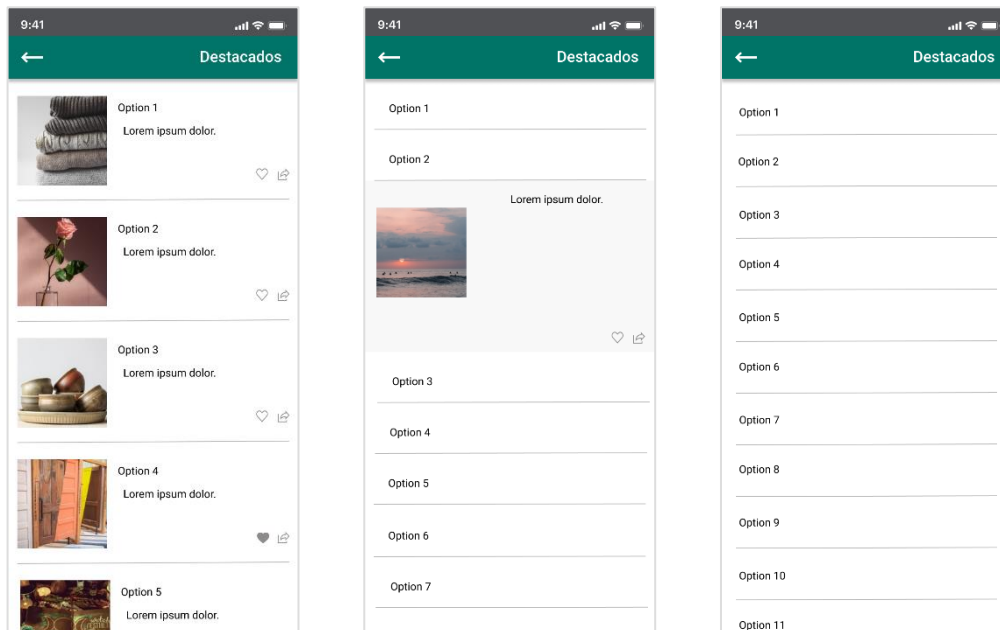 9:41
Destacados
Option 1
Lorem ipsum dolor.
Option 2
Lorem ipsum dolor.
Option 3
Lorem ipsum dolor.
Option 4
Lorem ipsum dolor.
Option 5
Lorem ipsum dolor.
9:41
Destacados
Option 1
Option 2
Lorem ipsum dolor.
Option 3
Option 4
Option 5
Option 6
Option 7
9:41
Destacados
Option 1
Option 2
Option 3
Option 4
Option 5
Option 6
Option 7
Option 8
Option 9
Option 10
Option 11